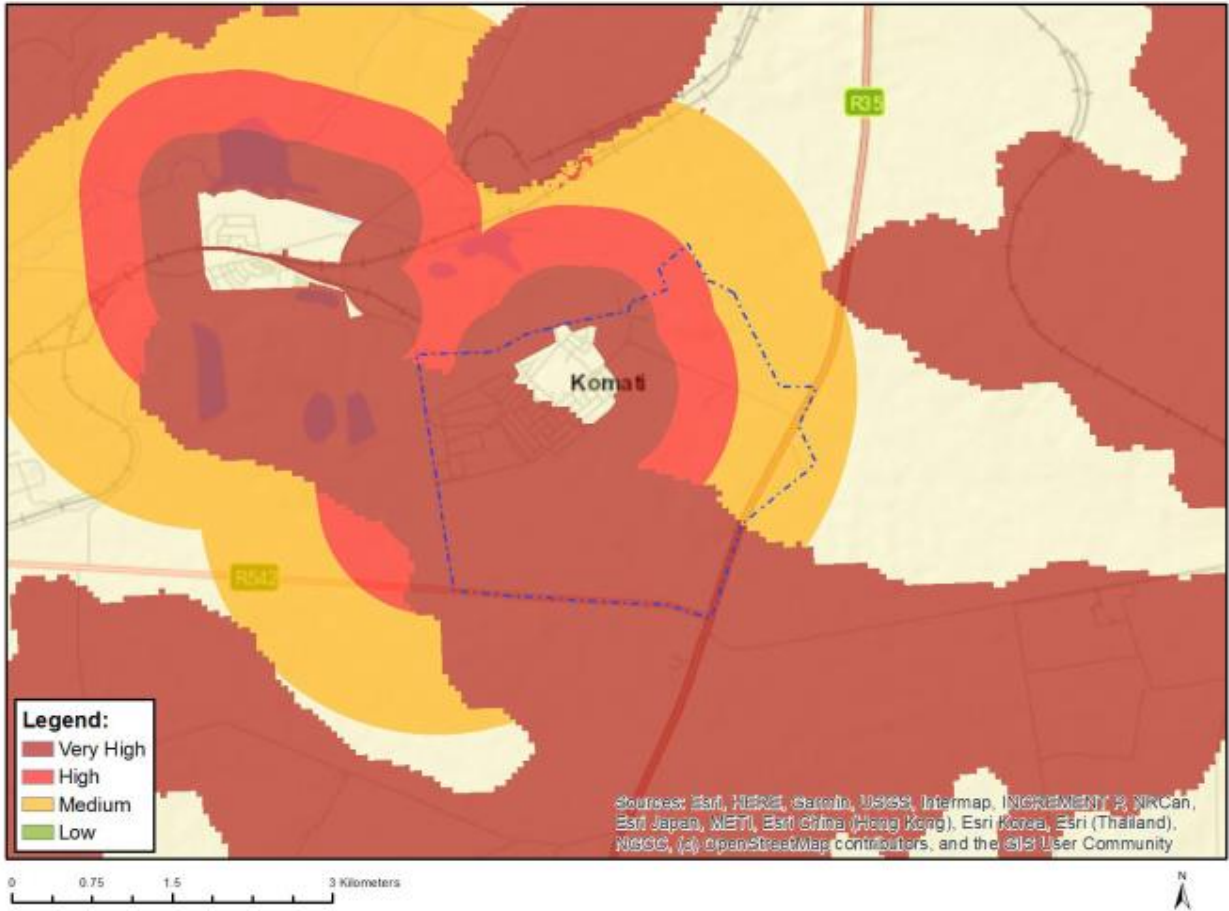 R35
Komati
R542
Legend:
Very High
High
Medium
Low
Sources: Esri, HERE, Garmin, USGS, Intermap, INCREMENT P, NRCan,
Esri Japan, METI, Esri China (Hong Kong), Esri Korea, Esri (Thailand),
NGCC, (c) OpenStreetMap contributors, and the GIS User Community
0 0.75 1.5 3 Kilometers
N